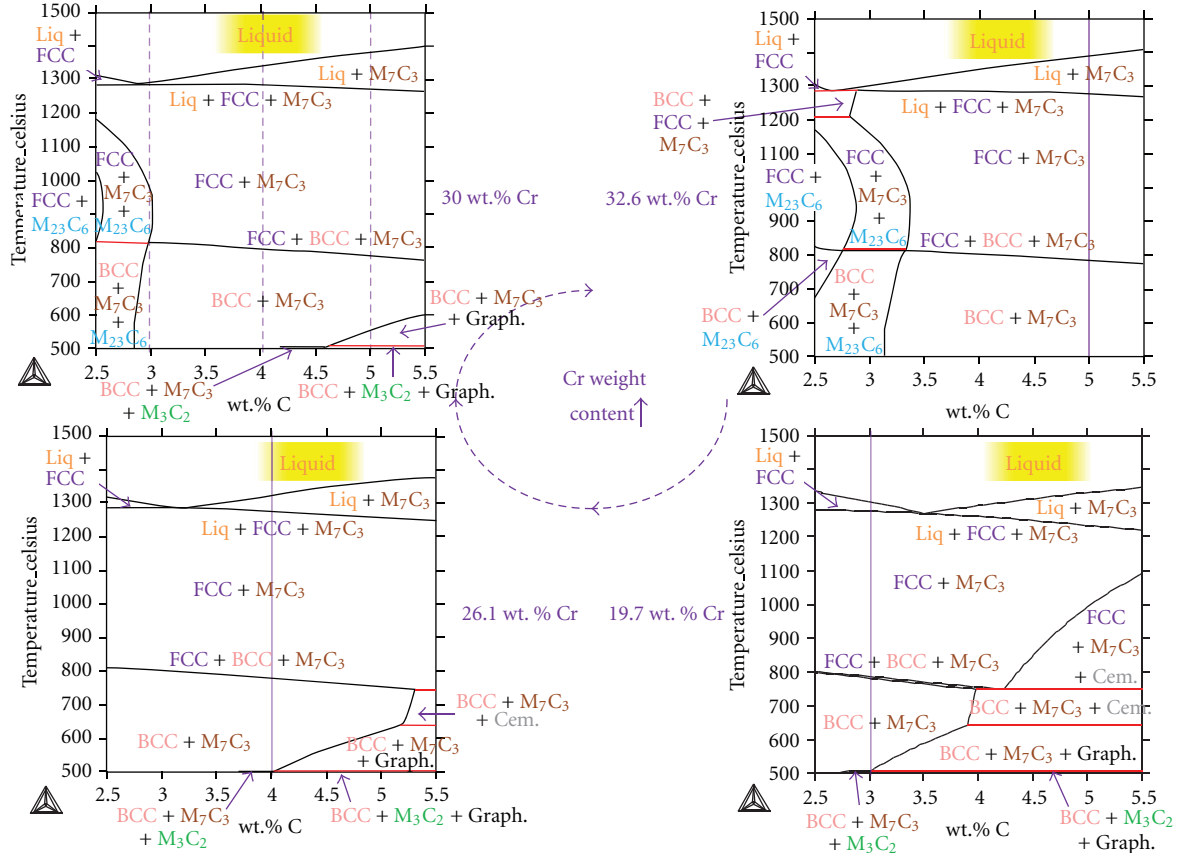 1500
1300
1200
1000
800
700
600
500
2.5
3
3.5
4
4.5
5
5.5
Temperature_celsius
wt.% C
Liq +
FCC
Liquid
Liq + M7C3
Liq + FCC + M7C3
FCC
+
M7C3
+
M23C6
FCC +
M23C6
FCC + M7C3
FCC + BCC + M7C3
BCC
+
M7C3
+
M23C6
BCC + M7C3
BCC + M7C3
+ Graph.
BCC + M7C3
+ M3C2
BCC + M3C2 + Graph.
30 wt.% Cr
1500
1300
1200
1000
900
800
700
600
500
2.5
3
3.5
4
4.5
5
5.5
Temperature_celsius
wt.% C
Liq +
FCC
Liquid
Liq + M7C3
BCC +
FCC +
M7C3
Liq + FCC + M7C3
FCC
+
M7C3
+
M23C6
FCC +
M23C6
FCC + M7C3
FCC + BCC + M7C3
BCC +
M23C6
BCC
+
M7C3
+
M23C6
BCC + M7C3
32.6 wt.% Cr
Cr weight
content
1500
1300
1200
1100
1000
900
800
700
600
500
2.5
3
3.5
4
4.5
5
5.5
Temperature_celsius
wt.% C
Liq +
FCC
Liquid
Liq + M7C3
Liq + FCC + M7C3
FCC + M7C3
FCC + BCC + M7C3
BCC + M7C3
+ Cem.
BCC + M7C3
BCC + M7C3
+ Graph.
BCC + M7C3
+ M3C2
BCC + M3C2 + Graph.
26.1 wt. % Cr
1500
1300
1200
1100
1000
900
800
700
600
500
2.5
3
3.5
4
4.5
5
5.5
Temperature_celsius
wt.% C
Liq +
FCC
Liquid
Liq + M7C3
Liq + FCC + M7C3
FCC + M7C3
FCC
+ M7C3
+ Cem.
FCC + BCC + M7C3
BCC + M7C3 + Cem.
BCC + M7C3
BCC + M7C3 + Graph.
BCC + M7C3
+ M3C2
BCC + M3C2
+ Graph.
19.7 wt. % Cr